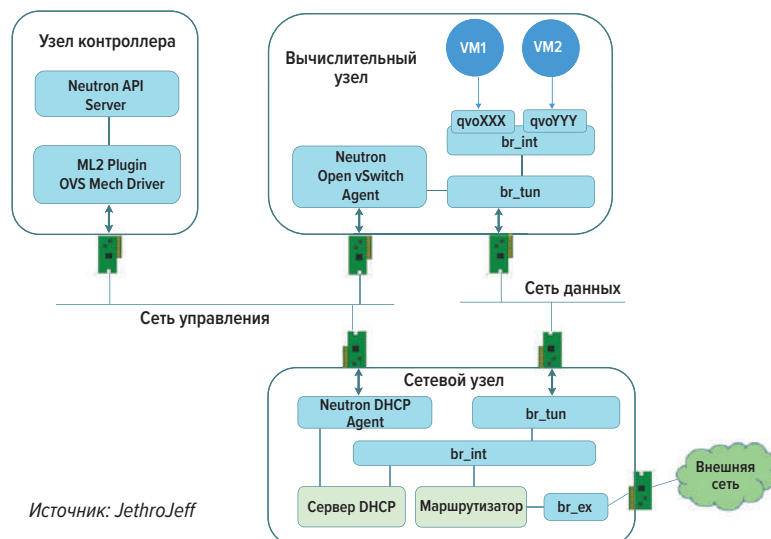 Узел контроллера
Neutron API
Server
ML2 Plugin
OVS Mech Driver
Вычислительный
узел
VM1
VM2
qvoXXX
qvoYYY
br_int
Neutron
Open vSwitch
Agent
br_tun
Сеть управления
Сеть данных
Сетевой узел
Neutron DHCP
Agent
br_tun
br_int
Сервер DHCP
Маршрутизатор
br_ex
Внешняя
сеть
Источник: JethroJeff